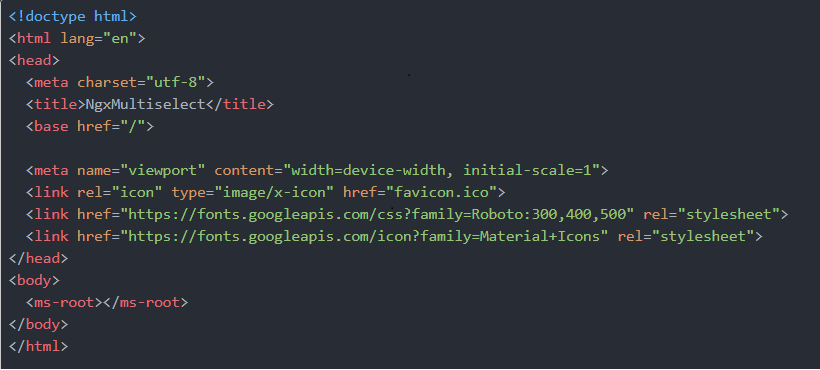 <!doctype html>
<html lang="en">
<head>
  <meta charset="utf-8">
  <title>NgxMultiselect</title>
  <base href="/">

  <meta name="viewport" content="width=device-width, initial-scale=1">
  <link rel="icon" type="image/x-icon" href="favicon.ico">
  <link href="https://fonts.googleapis.com/css?family=Roboto:300,400,500" rel="stylesheet">
  <link href="https://fonts.googleapis.com/icon?family=Material+Icons" rel="stylesheet">
</head>
<body>
  <ms-root></ms-root>
</body>
</html>